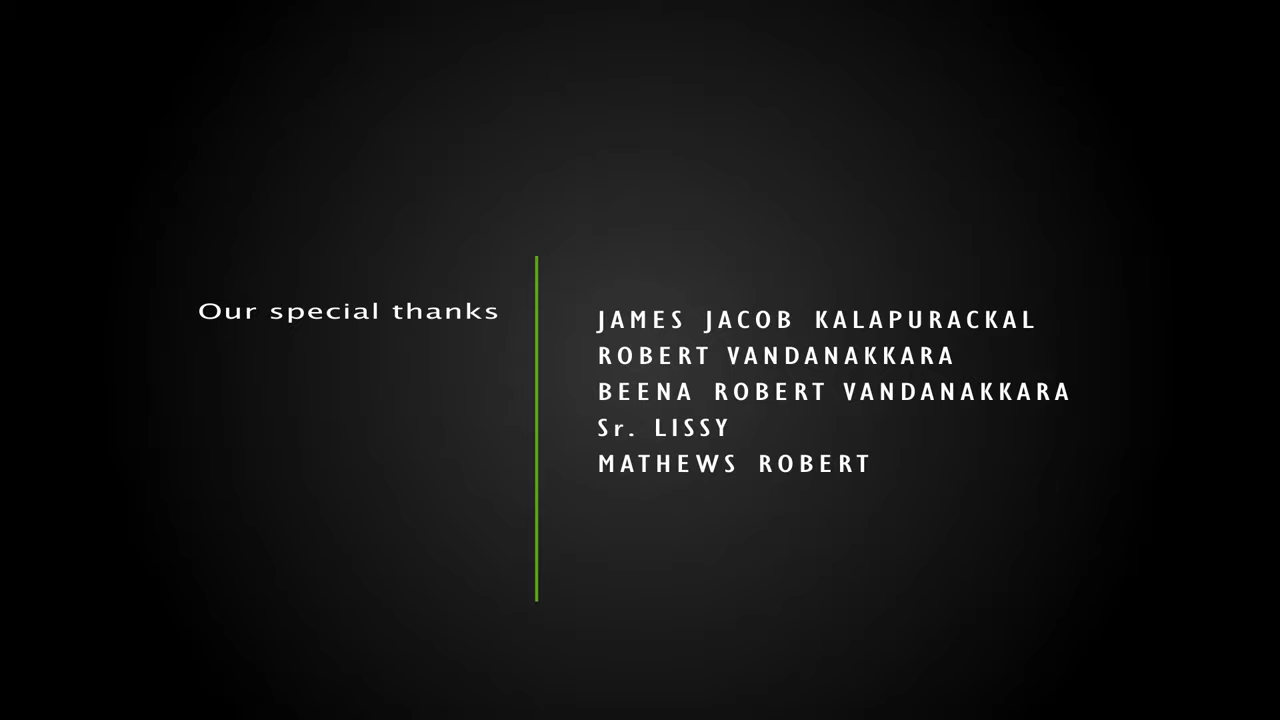 Our special thanks
JAMES JACOB KALAPURACKAL
ROBERT VANDANAKKARA
BEENA ROBERT VANDANAKKARA
Sr. LISSY
MATHEWS ROBERT